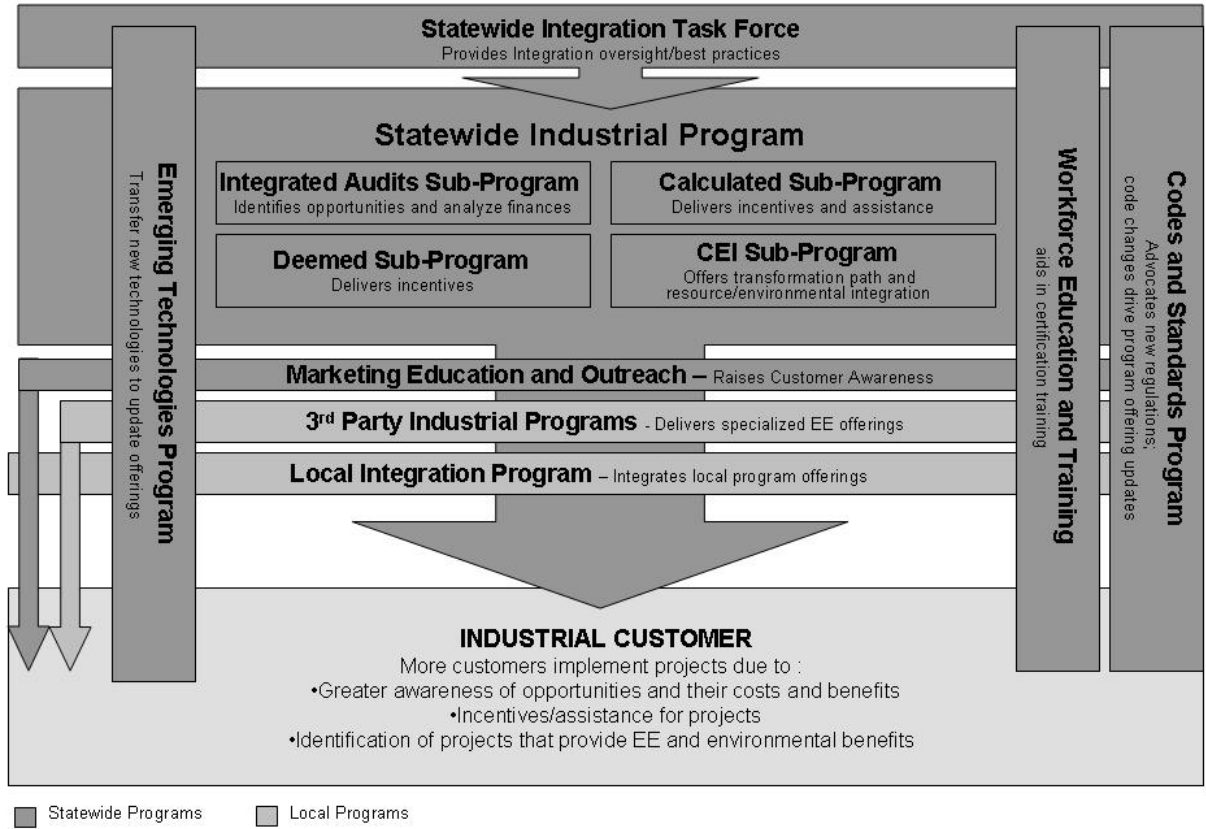 Statewide Integration Task Force
Provides Integration oversight/best practices
Statewide Industrial Program
Integrated Audits Sub-Program
Identifies opportunities and analyze finances
Calculated Sub-Program
Delivers incentives and assistance
Deemed Sub-Program
Delivers incentives
CEI Sub-Program
Offers transformation path and
resource/environmental integration
Emerging Technologies Program
Transfer new technologies to update offerings
Workforce Education and Training
aids in certification training
Codes and Standards Program
Advocates new regulations;
code changes drive program offering updates
Marketing Education and Outreach – Raises Customer Awareness
3rd Party Industrial Programs - Delivers specialized EE offerings
Local Integration Program – Integrates local program offerings
INDUSTRIAL CUSTOMER
More customers implement projects due to :
•Greater awareness of opportunities and their costs and benefits
•Incentives/assistance for projects
•Identification of projects that provide EE and environmental benefits
Statewide Programs
Local Programs